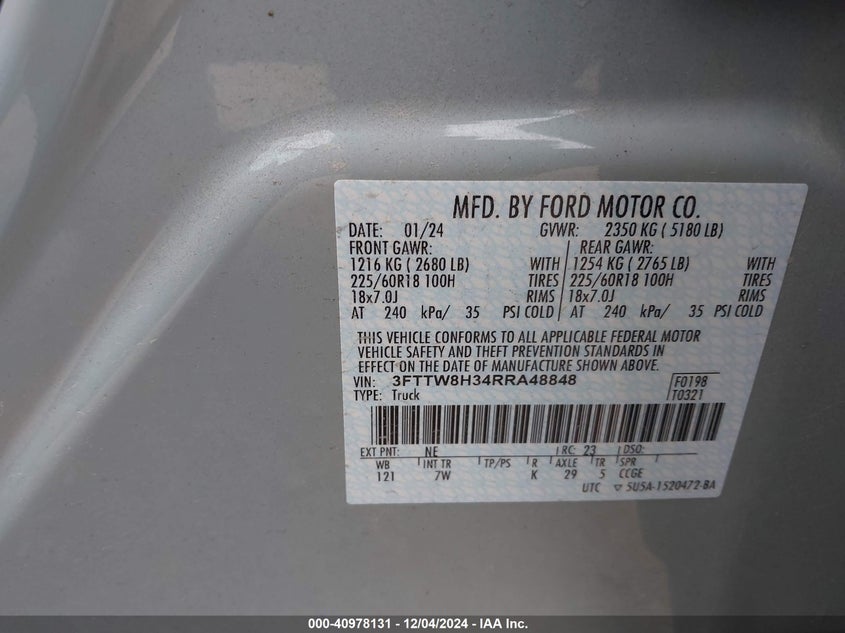 MFD. BY FORD MOTOR CO.
DATE: 01/24 GVWR: 2350 KG ( 5180 LB)
FRONT GAWR: REAR GAWR:
1216 KG ( 2680 LB) WITH 1254 KG ( 2765 LB) WITH
225/60R18 100H TIRES 225/60R18 100H TIRES
18x7.0J RIMS 18x7.0J RIMS
AT 240 kPa/ 35 PSI COLD AT 240 kPa/ 35 PSI COLD
THIS VEHICLE CONFORMS TO ALL APPLICABLE FEDERAL MOTOR
VEHICLE SAFETY AND THEFT PREVENTION STANDARDS IN
EFFECT ON THE DATE OF MANUFACTURE SHOWN ABOVE.
VIN: 3FTTW8H34RRA48848 F0198
TYPE: Truck T0321
EXT PNT: NE RC: 23 DSO:
WB INT TR TP/PS R AXLE TR SPR
121 7W K 29 5 CCGE
UTC ▽ 5U5A-1520472-BA
000-40978131 - 12/04/2024 - IAA Inc.